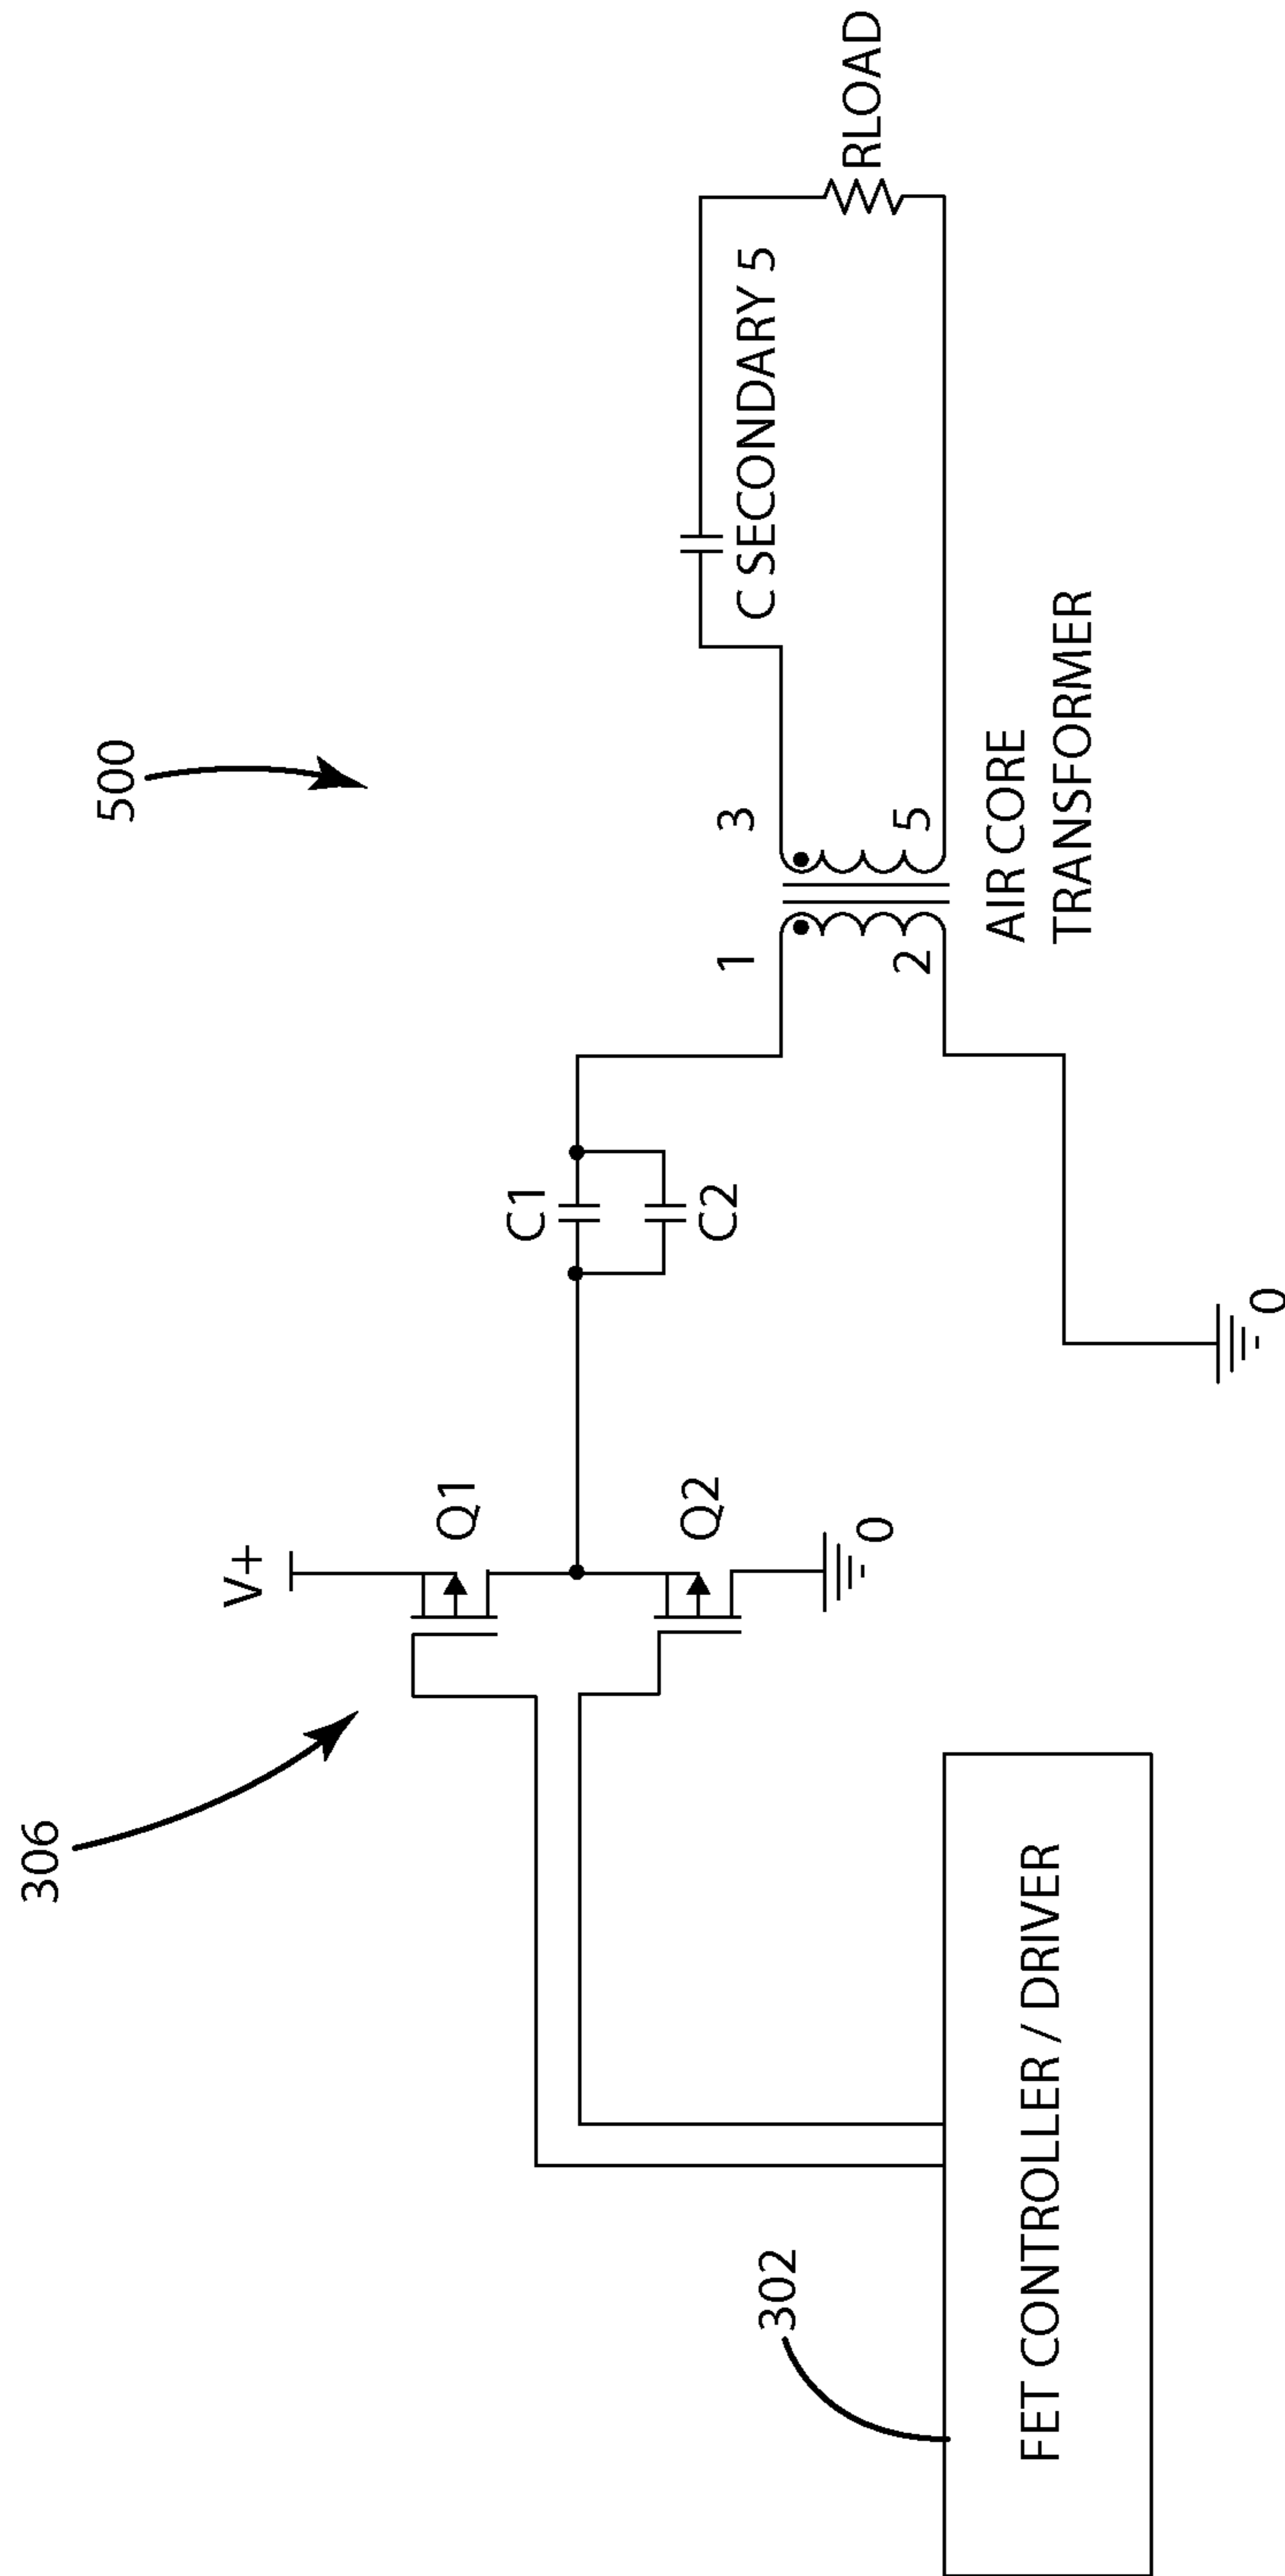 500
306
V+
Q1
Q2
0
C1
C2
0
1
2
3
5
AIR CORE
TRANSFORMER
C SECONDARY 5
RLOAD
302
FET CONTROLLER / DRIVER